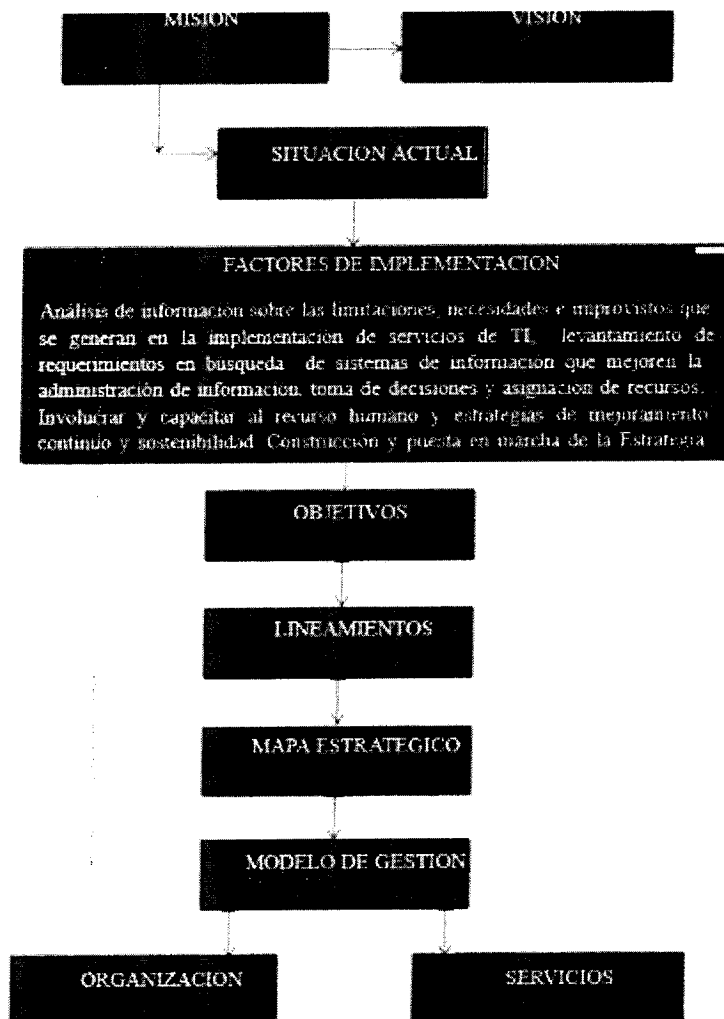 MISION
VISION
SITUACION ACTUAL
FACTORES DE IMPLEMENTACION
Análisis de información sobre las limitaciones, necesidades e improvistos que
se generan en la implementación de servicios de TI, levantamiento de
requerimientos en búsqueda de sistemas de información que mejoren la
administración de información, toma de decisiones y asignación de recursos.
Involucrar y capacitar al recurso humano y estrategias de mejoramiento
continuo y sostenibilidad. Construcción y puesta en marcha de la Estrategia
OBJETIVOS
LINEAMIENTOS
MAPA ESTRATEGICO
MODELO DE GESTION
ORGANIZACION
SERVICIOS